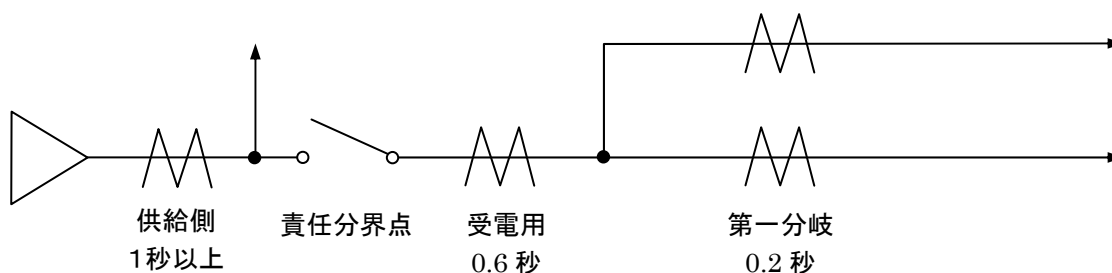 供給側
1秒以上
責任分界点
受電用
0.6 秒
第一分岐
0.2 秒